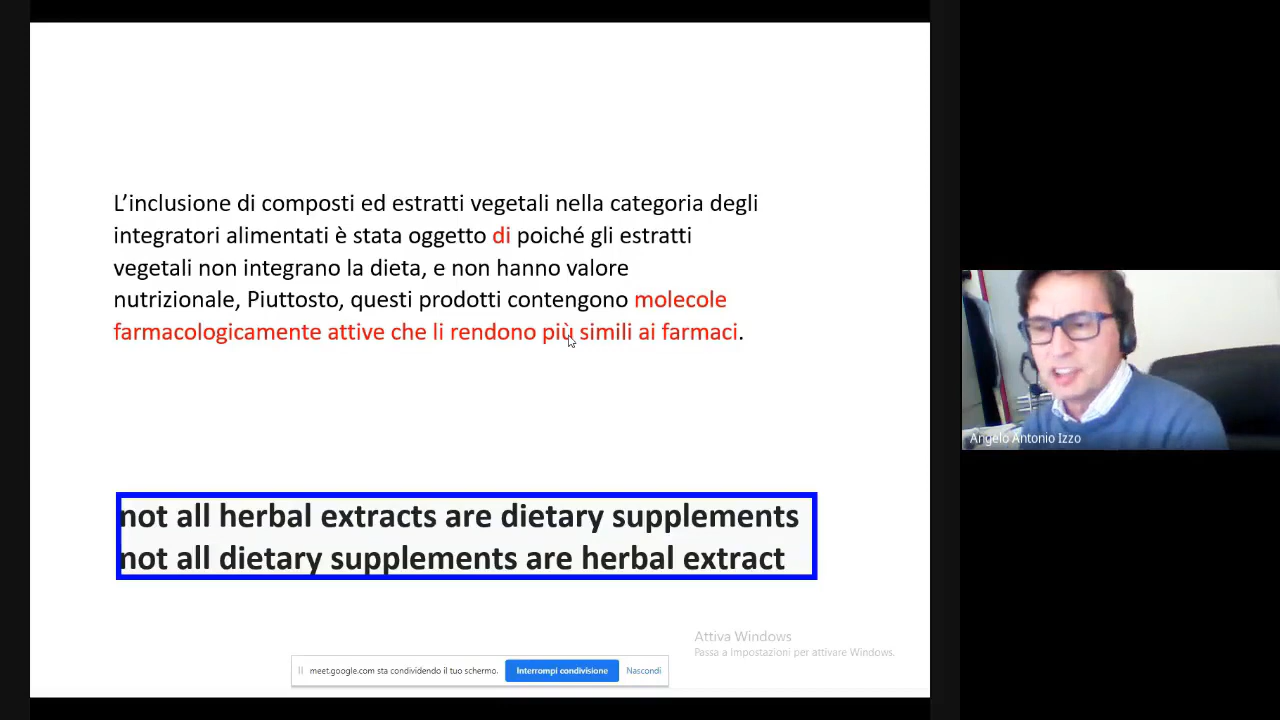 L'inclusione di composti ed estratti vegetali nella categoria degli
integratori alimentati è stata oggetto di poiché gli estratti
vegetali non integrano la dieta, e non hanno valore
nutrizionale, Piuttosto, questi prodotti contengono molecole
farmacologicamente attive che li rendono più simili ai farmaci.
not all herbal extracts are dietary supplements
not all dietary supplements are herbal extract
Attiva Windows
Passa a Impostazioni per attivare Windows.
meet.google.com sta condividendo il tuo schermo.
Interrompi condivisione
Nascondi
Angelo Antonio Izzo